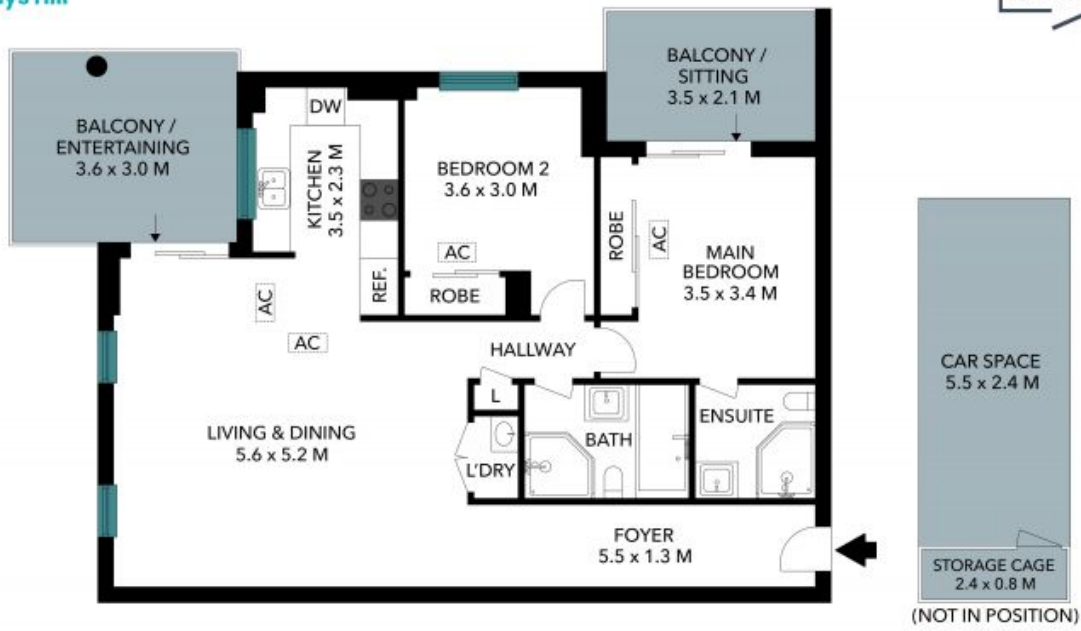 BALCONY /
ENTERTAINING
3.6 x 3.0 M
DW
KITCHEN
3.5 x 2.3 M
REF.
BEDROOM 2
3.6 x 3.0 M
AC
ROBE
BALCONY /
SITTING
3.5 x 2.1 M
ROBE
AC
MAIN
BEDROOM
3.5 x 3.4 M
AC
AC
HALLWAY
L
L'DRY
BATH
ENSUITE
LIVING & DINING
5.6 x 5.2 M
FOYER
5.5 x 1.3 M
CAR SPACE
5.5 x 2.4 M
STORAGE CAGE
2.4 x 0.8 M
(NOT IN POSITION)